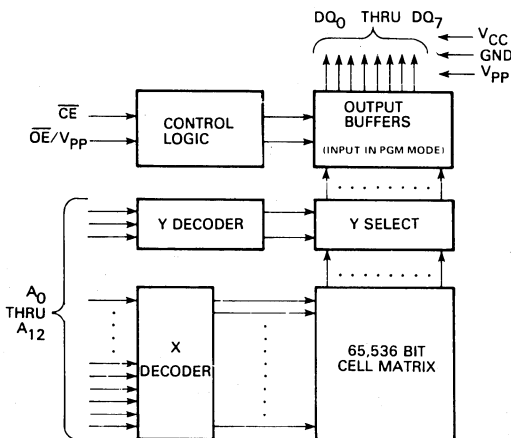 DQ0 THRU DQ7
VCC
GND
VPP
CE
OE/VPP
CONTROL
LOGIC
OUTPUT
BUFFERS
(INPUT IN PGM MODE)
Y DECODER
Y SELECT
A0
THRU
A12
X
DECODER
65,536 BIT
CELL MATRIX